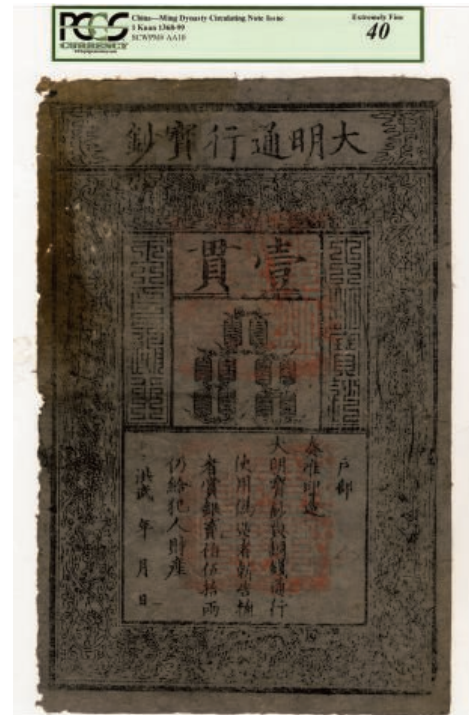 PCGS
CURRENCY
China—Ming Dynasty Circulating Note Issue
1 Kuan 1368-99
SCWPM# AA10
Extremely Fine
40
大明通行寶鈔
壹貫
戶部
奏准印造
大明寶鈔與銅錢通行
使用偽造者斬告捕
者賞銀貳伯伍拾兩
仍給犯人財產
洪武 年 月 日